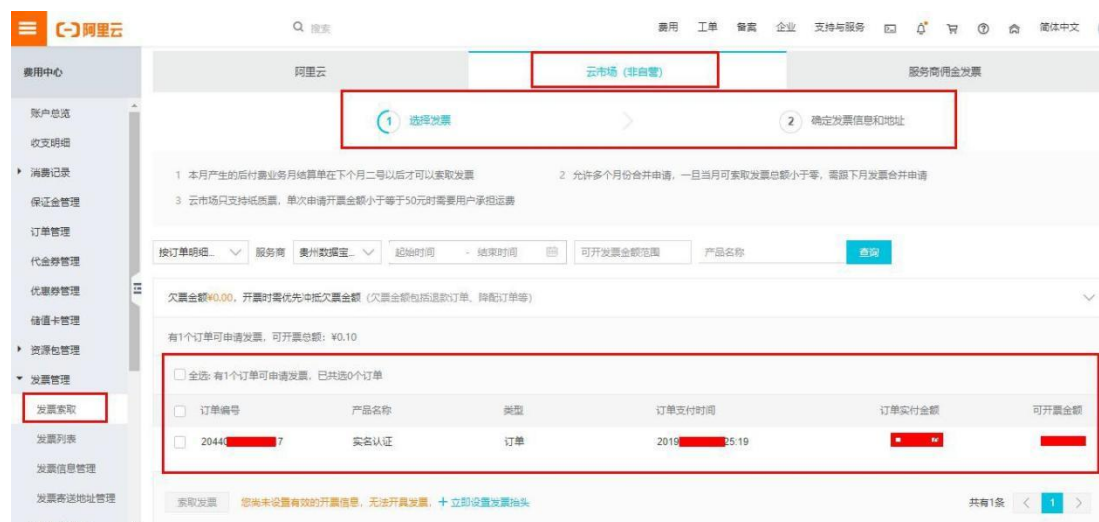 (-)阿里云
搜索
费用 工单 备案 企业 支持与服务 简体中文
费用中心
账户总览
收支明细
消费记录
保证金管理
订单管理
代金券管理
优惠券管理
储值卡管理
资源包管理
发票管理
发票索取
发票列表
发票信息管理
发票寄送地址管理
阿里云 云市场 (非自营) 服务商佣金发票
1 选择发票 2 确定发票信息和地址
1 本月产生的后付费业务月结算单在下个月二号以后才可以索取发票 2 允许多个月份合并申请，一旦当月可索取发票总额小于零，需跟下月发票合并申请
3 云市场只支持纸质票，单次申请开票金额小于等于50元时需要用户承担运费
按订单明细... 服务商 贵州数据宝... 起始时间 - 结束时间 可开发票金额范围 产品名称 查询
欠票金额¥0.00，开票时需优先冲抵欠票金额 (欠票金额包括退款订单、降配订单等)
有1个订单可申请发票，可开票总额：¥0.10
全选: 有1个订单可申请发票，已共选0个订单
订单编号 产品名称 类型 订单支付时间 订单实付金额 可开票金额
20440 7 实名认证 订单 2019 25:19
索取发票 您尚未设置有效的开票信息，无法开具发票，+ 立即设置发票抬头 共有1条 < 1 >